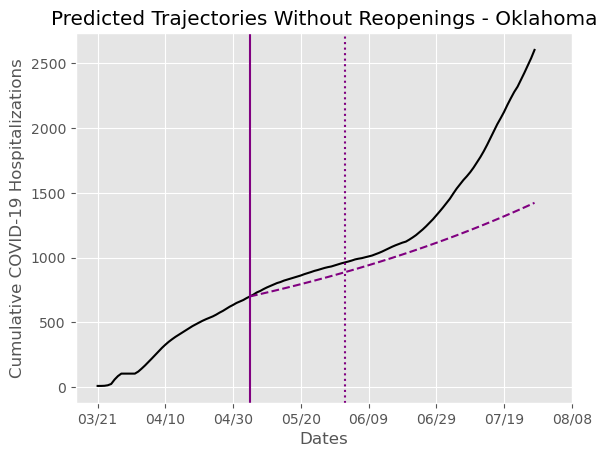 Predicted Trajectories Without Reopenings - Oklahoma
Cumulative COVID-19 Hospitalizations
2500
2000
1500
1000
500
0
03/21 04/10 04/30 05/20 06/09 06/29 07/19 08/08
Dates